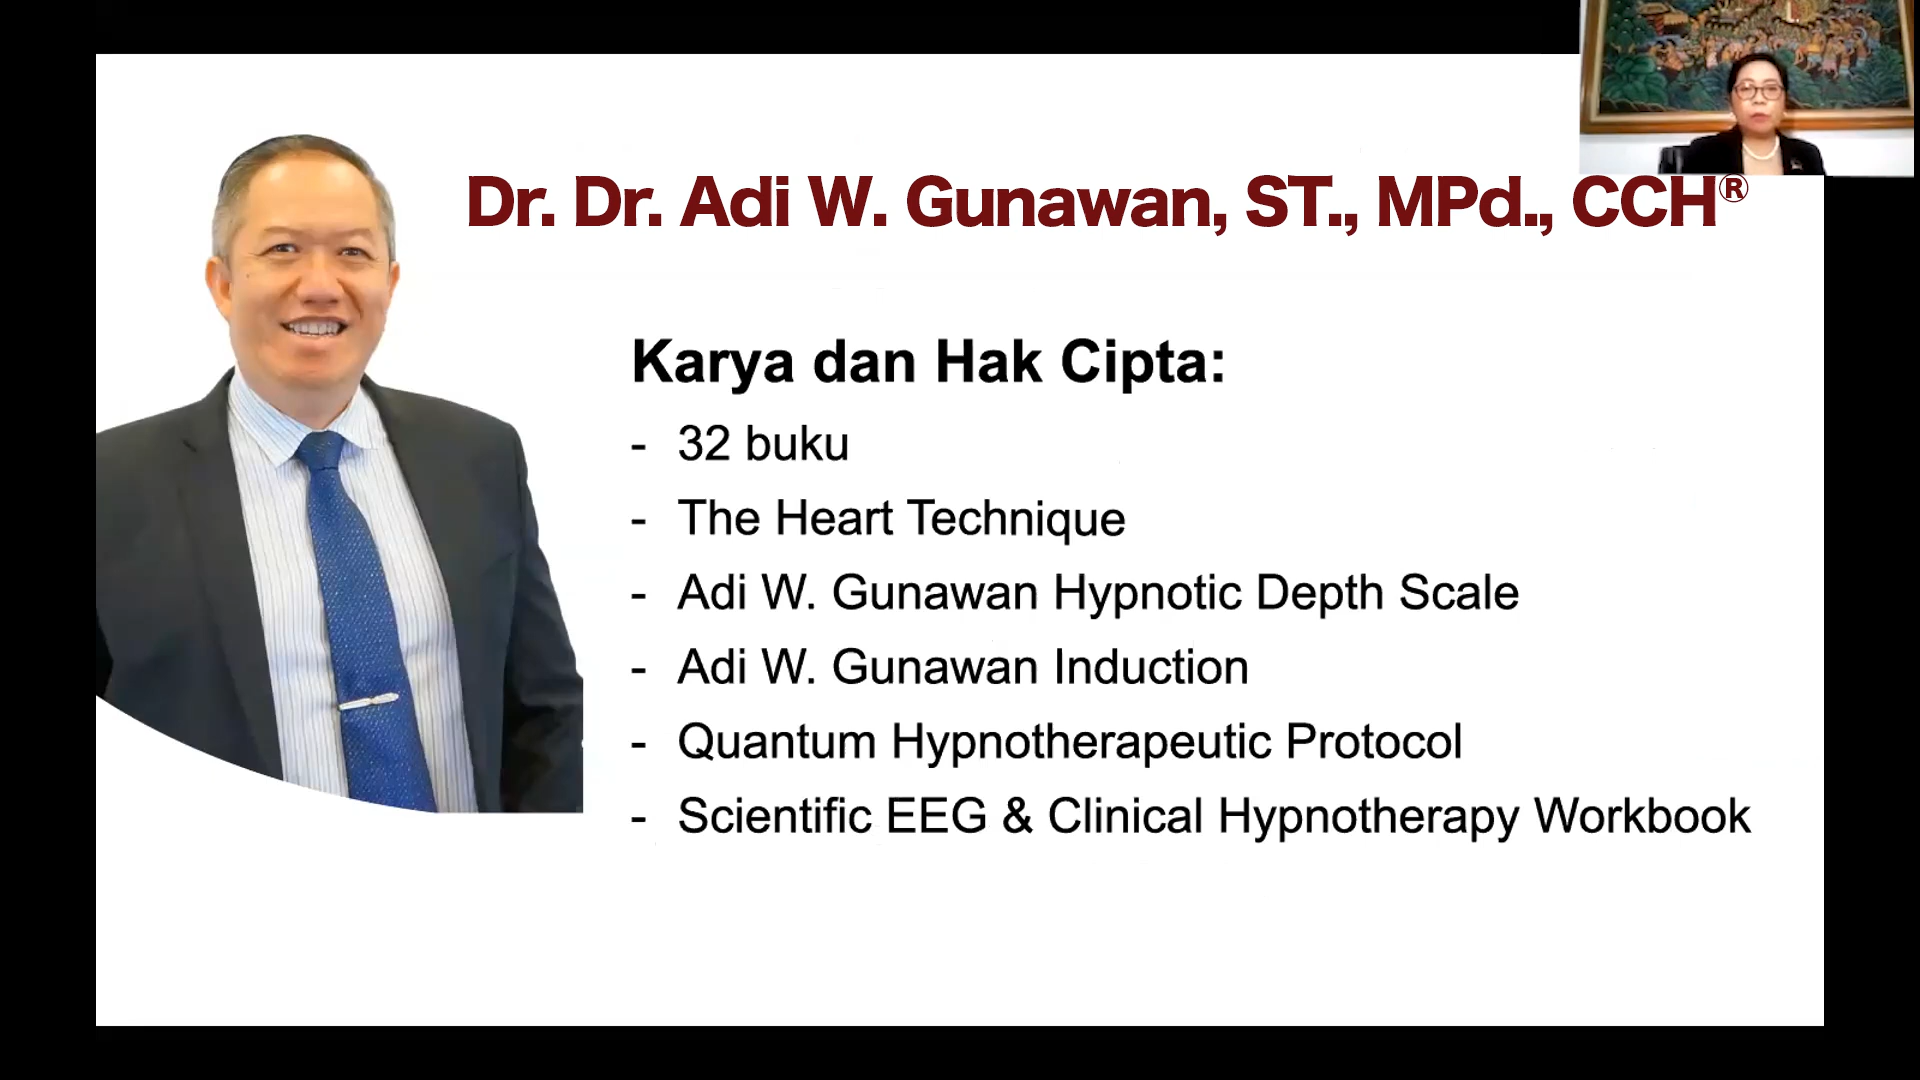 Dr. Dr. Adi W. Gunawan, ST., MPd., CCH®
Karya dan Hak Cipta:
- 32 buku
- The Heart Technique
- Adi W. Gunawan Hypnotic Depth Scale
- Adi W. Gunawan Induction
- Quantum Hypnotherapeutic Protocol
- Scientific EEG & Clinical Hypnotherapy Workbook